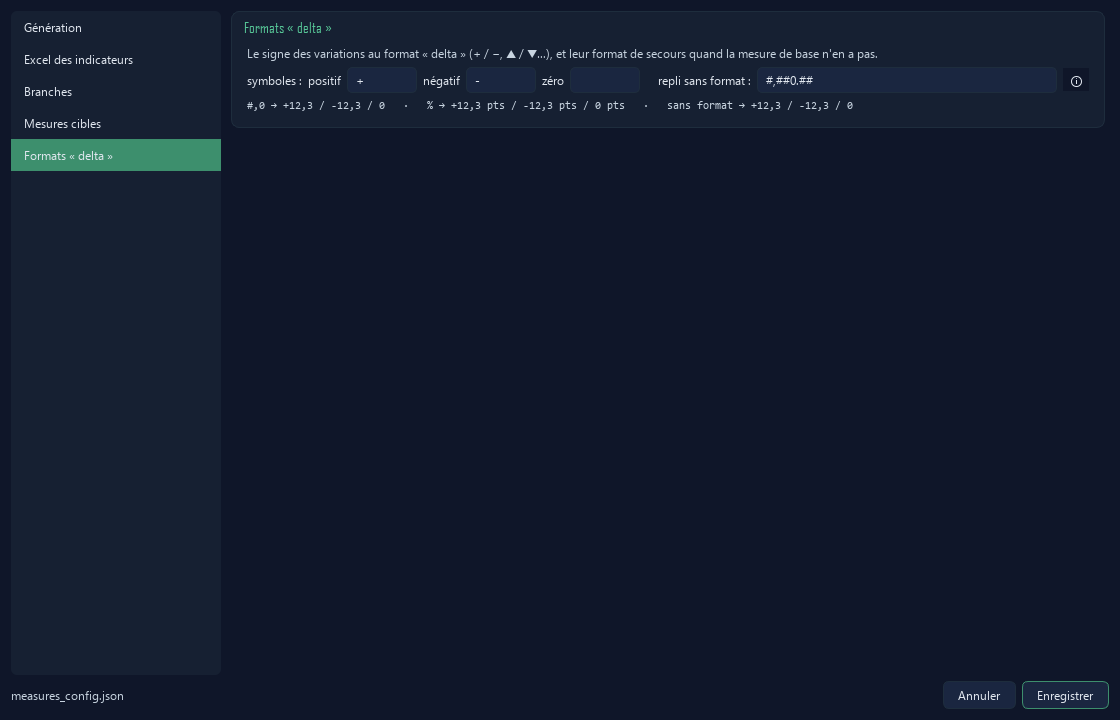 Génération
Excel des indicateurs
Branches
Mesures cibles
Formats « delta »
Formats « delta »
Le signe des variations au format « delta » (+ / −, ▲ / ▼…), et leur format de secours quand la mesure de base n'en a pas.
symboles : positif + négatif - zéro repli sans format : #,##0.##
#,0 → +12,3 / -12,3 / 0 · % → +12,3 pts / -12,3 pts / 0 pts · sans format → +12,3 / -12,3 / 0
measures_config.json
Annuler
Enregistrer